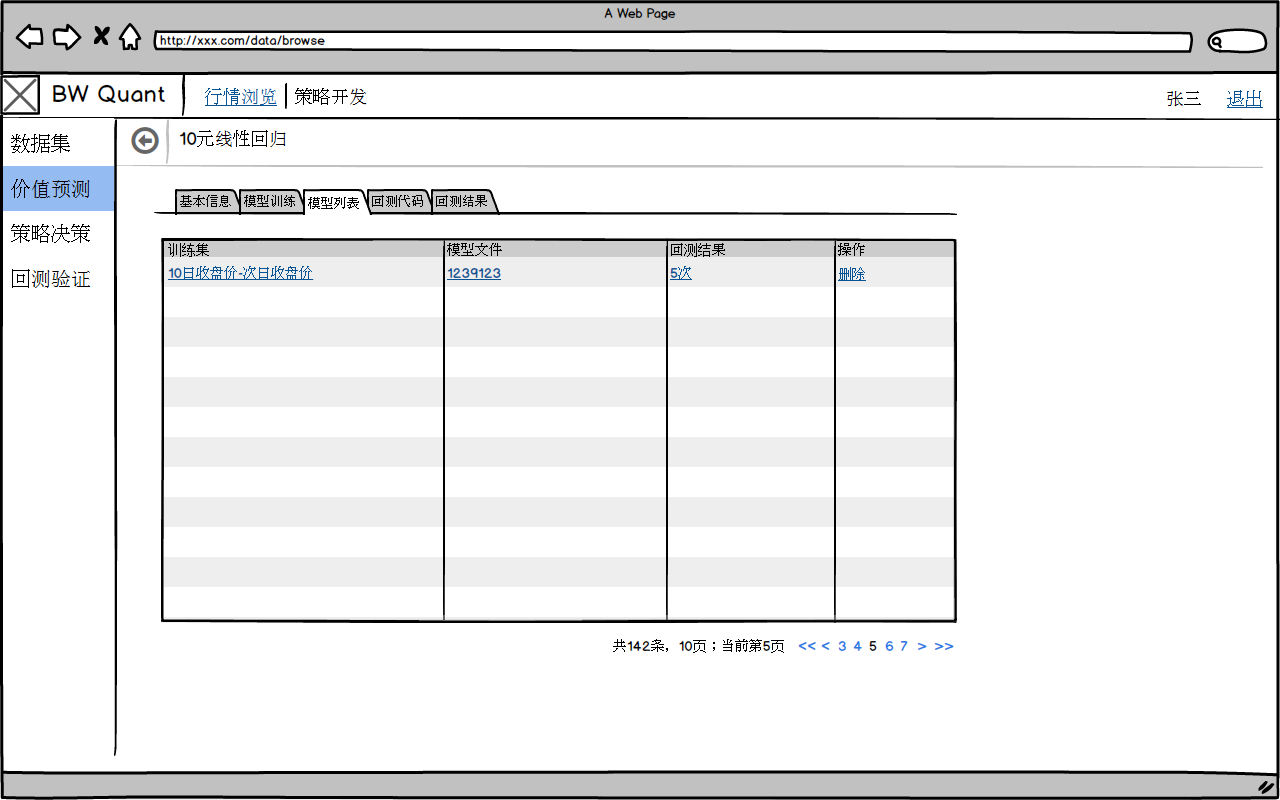 A Web Page
http://xxx.com/data/browse
BW Quant 行情浏览 策略开发 张三 退出
数据集
价值预测
策略决策
回测验证
10元线性回归
基本信息 模型训练 模型列表 回测代码 回测结果
训练集 模型文件 回测结果 操作
10日收盘价-次日收盘价 1239123 5次 删除
共142条，10页；当前第5页 << < 3 4 5 6 7 > >>